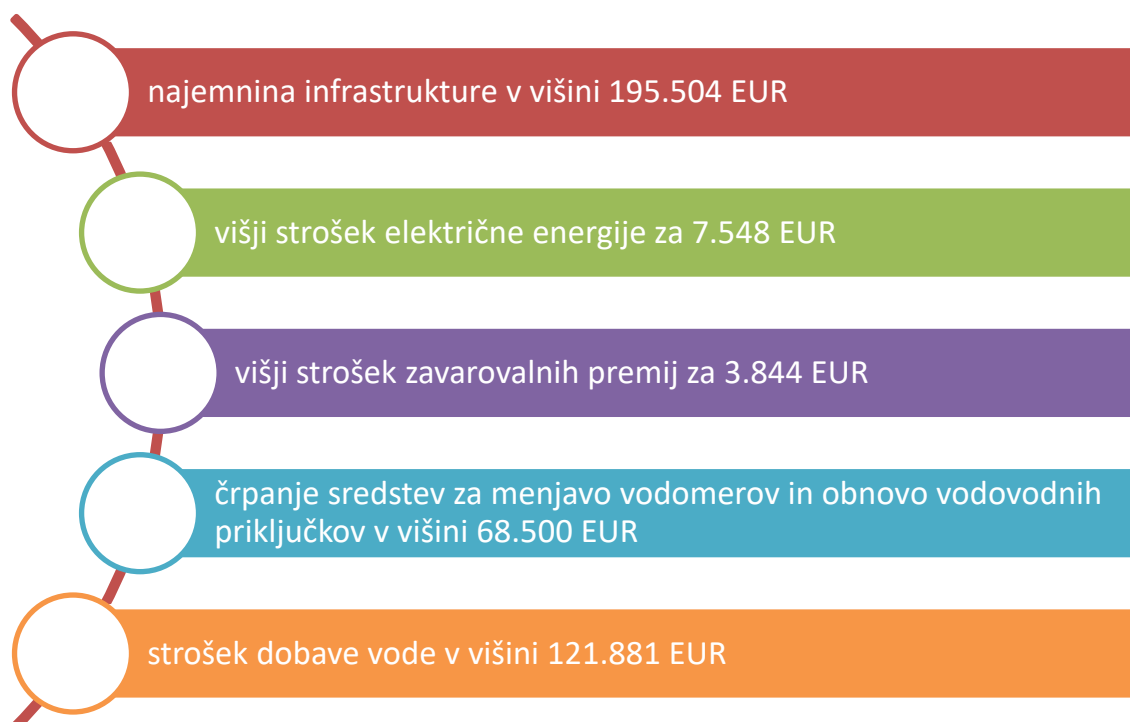 najemnina infrastrukture v višini 195.504 EUR
višji strošek električne energije za 7.548 EUR
višji strošek zavarovalnih premij za 3.844 EUR
črpanje sredstev za menjavo vodomerov in obnovo vodovodnih
priključkov v višini 68.500 EUR
strošek dobave vode v višini 121.881 EUR